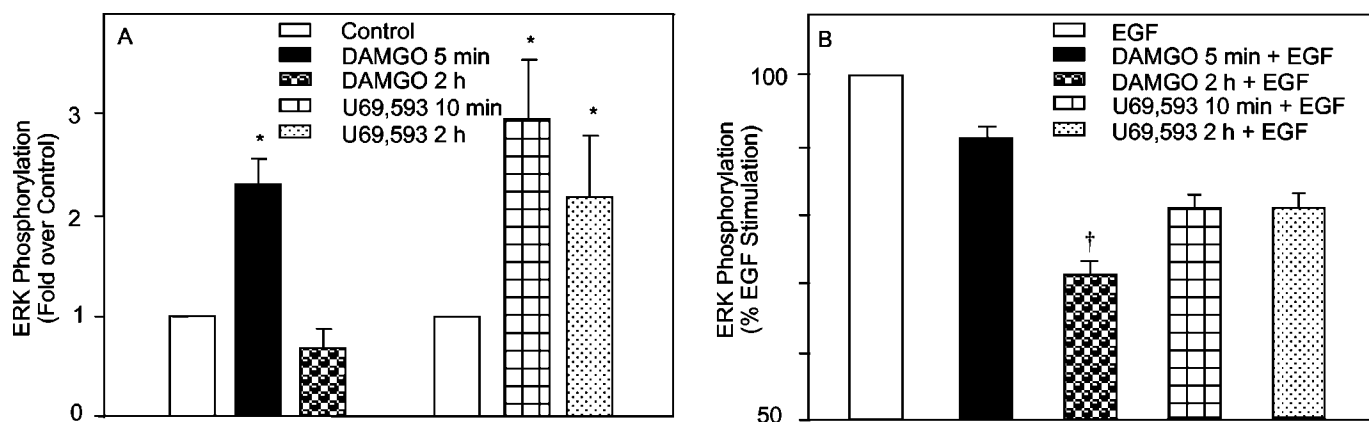 A
Control
DAMGO 5 min
DAMGO 2 h
U69,593 10 min
U69,593 2 h
ERK Phosphorylation
(Fold over Control)
3
2
1
0
*
*
*
B
EGF
DAMGO 5 min + EGF
DAMGO 2 h + EGF
U69,593 10 min + EGF
U69,593 2 h + EGF
ERK Phosphorylation
(% EGF Stimulation)
100
50
†